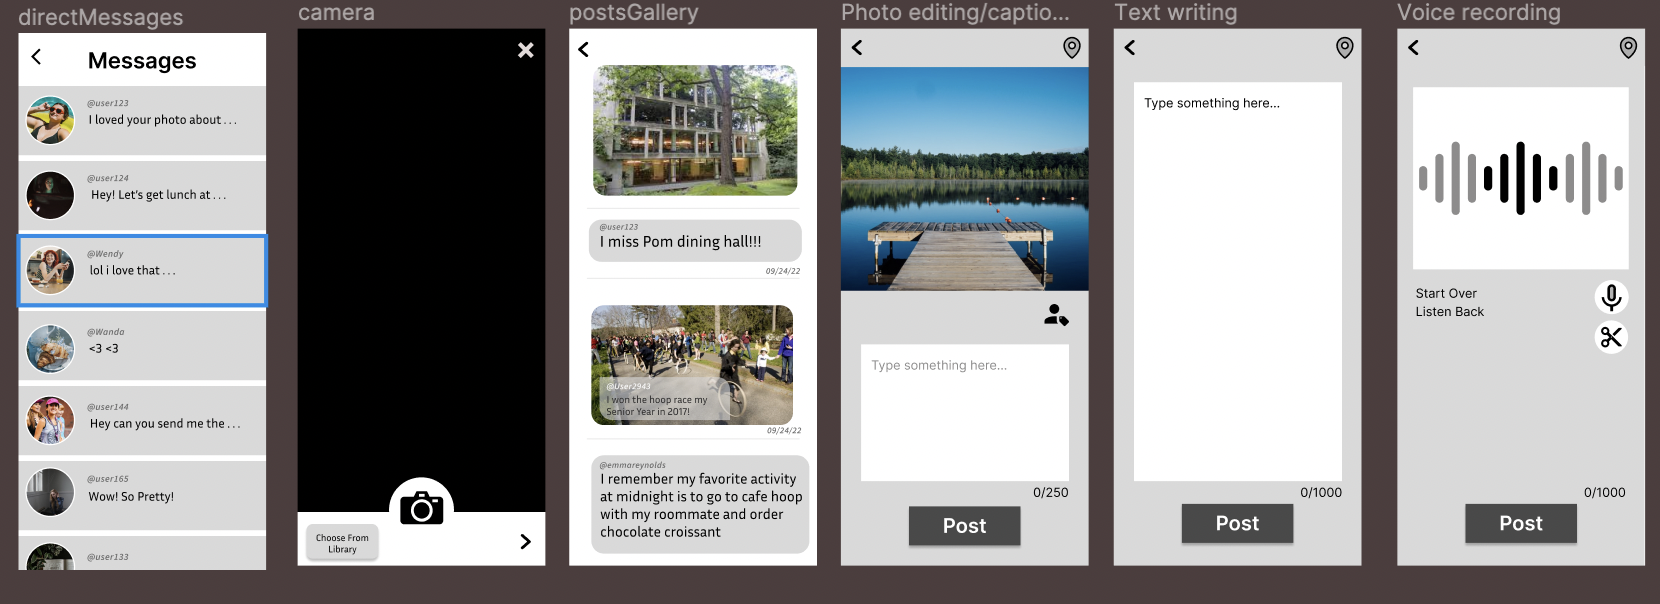 directMessages
Messages
@user123
I loved your photo about . . .
@user124
Hey! Let's get lunch at . . .
@Wendy
lol i love that . . .
@Wanda
<3 <3
@user144
Hey can you send me the . . .
@user165
Wow! So Pretty!
@user133
camera
Choose From
Library
postsGallery
@user123
I miss Pom dining hall!!!
09/24/22
@User2943
I won the hoop race my
Senior Year in 2017!
09/24/22
@emmareynolds
I remember my favorite activity
at midnight is to go to cafe hoop
with my roommate and order
chocolate croissant
Photo editing/captio...
Type something here...
0/250
Post
Text writing
Type something here...
0/1000
Post
Voice recording
Start Over
Listen Back
0/1000
Post